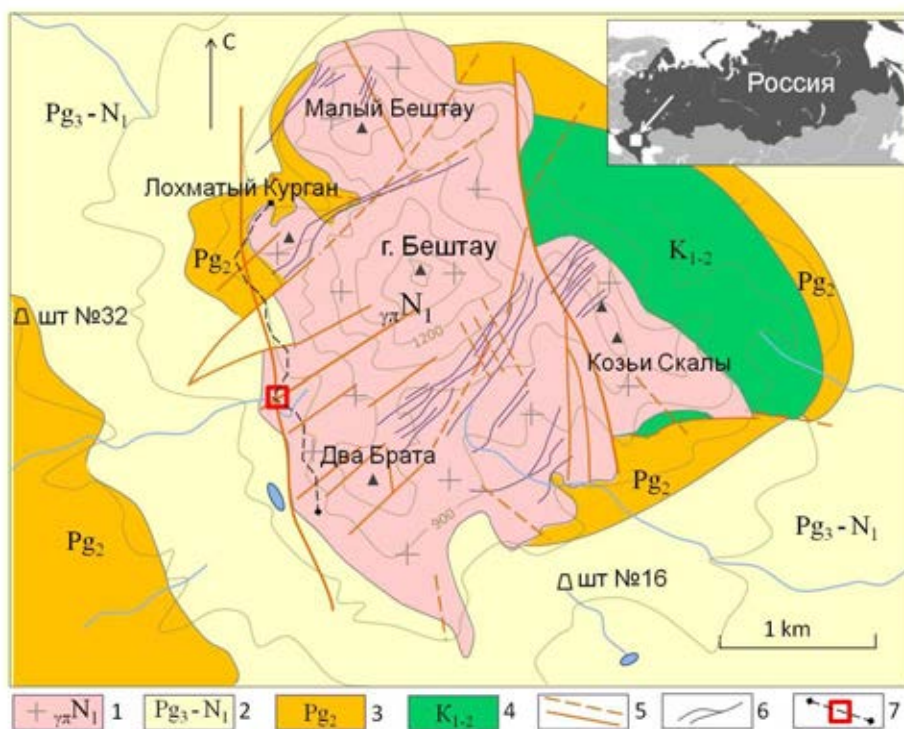 С
Россия
Pg₃ - N₁
Малый Бештау
Лохматый Курган
K₁₋₂
г. Бештау
Pg₂
Pg₂
γπN₁
шт №32
1200
Козьи Скалы
Два Брата
Pg₂
900
Pg₃ - N₁
Pg₂
шт №16
1 km
γπN₁ 1 Pg₃ - N₁ 2 Pg₂ 3 K₁₋₂ 4 5 6 7